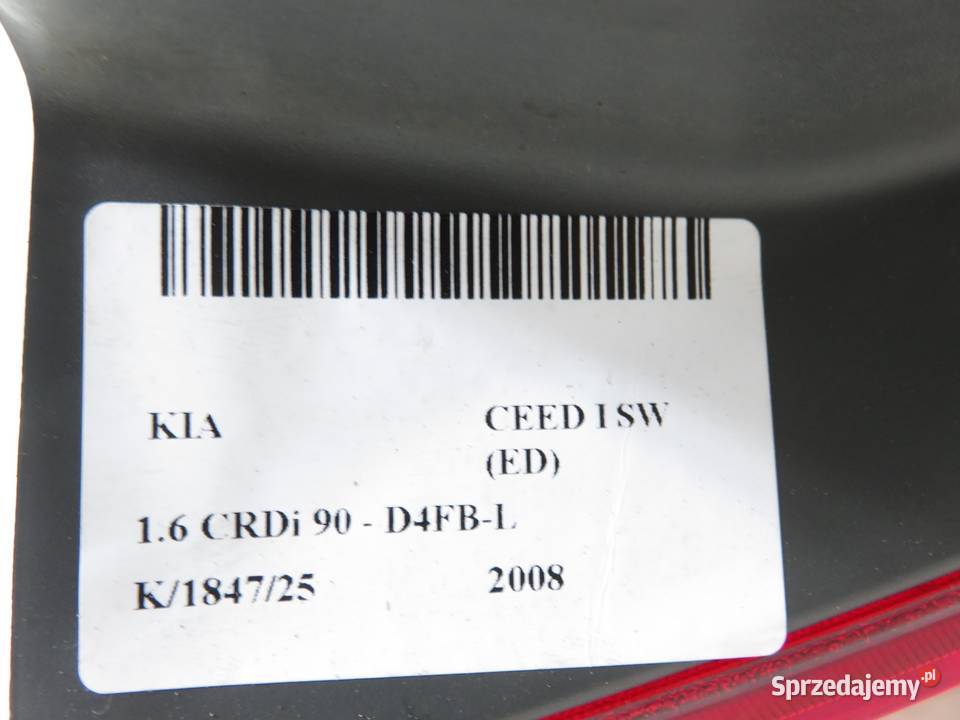 KIA CEED I SW
(ED)
1.6 CRDi 90 - D4FB-L
K/1847/25 2008
Sprzedajemy.pl